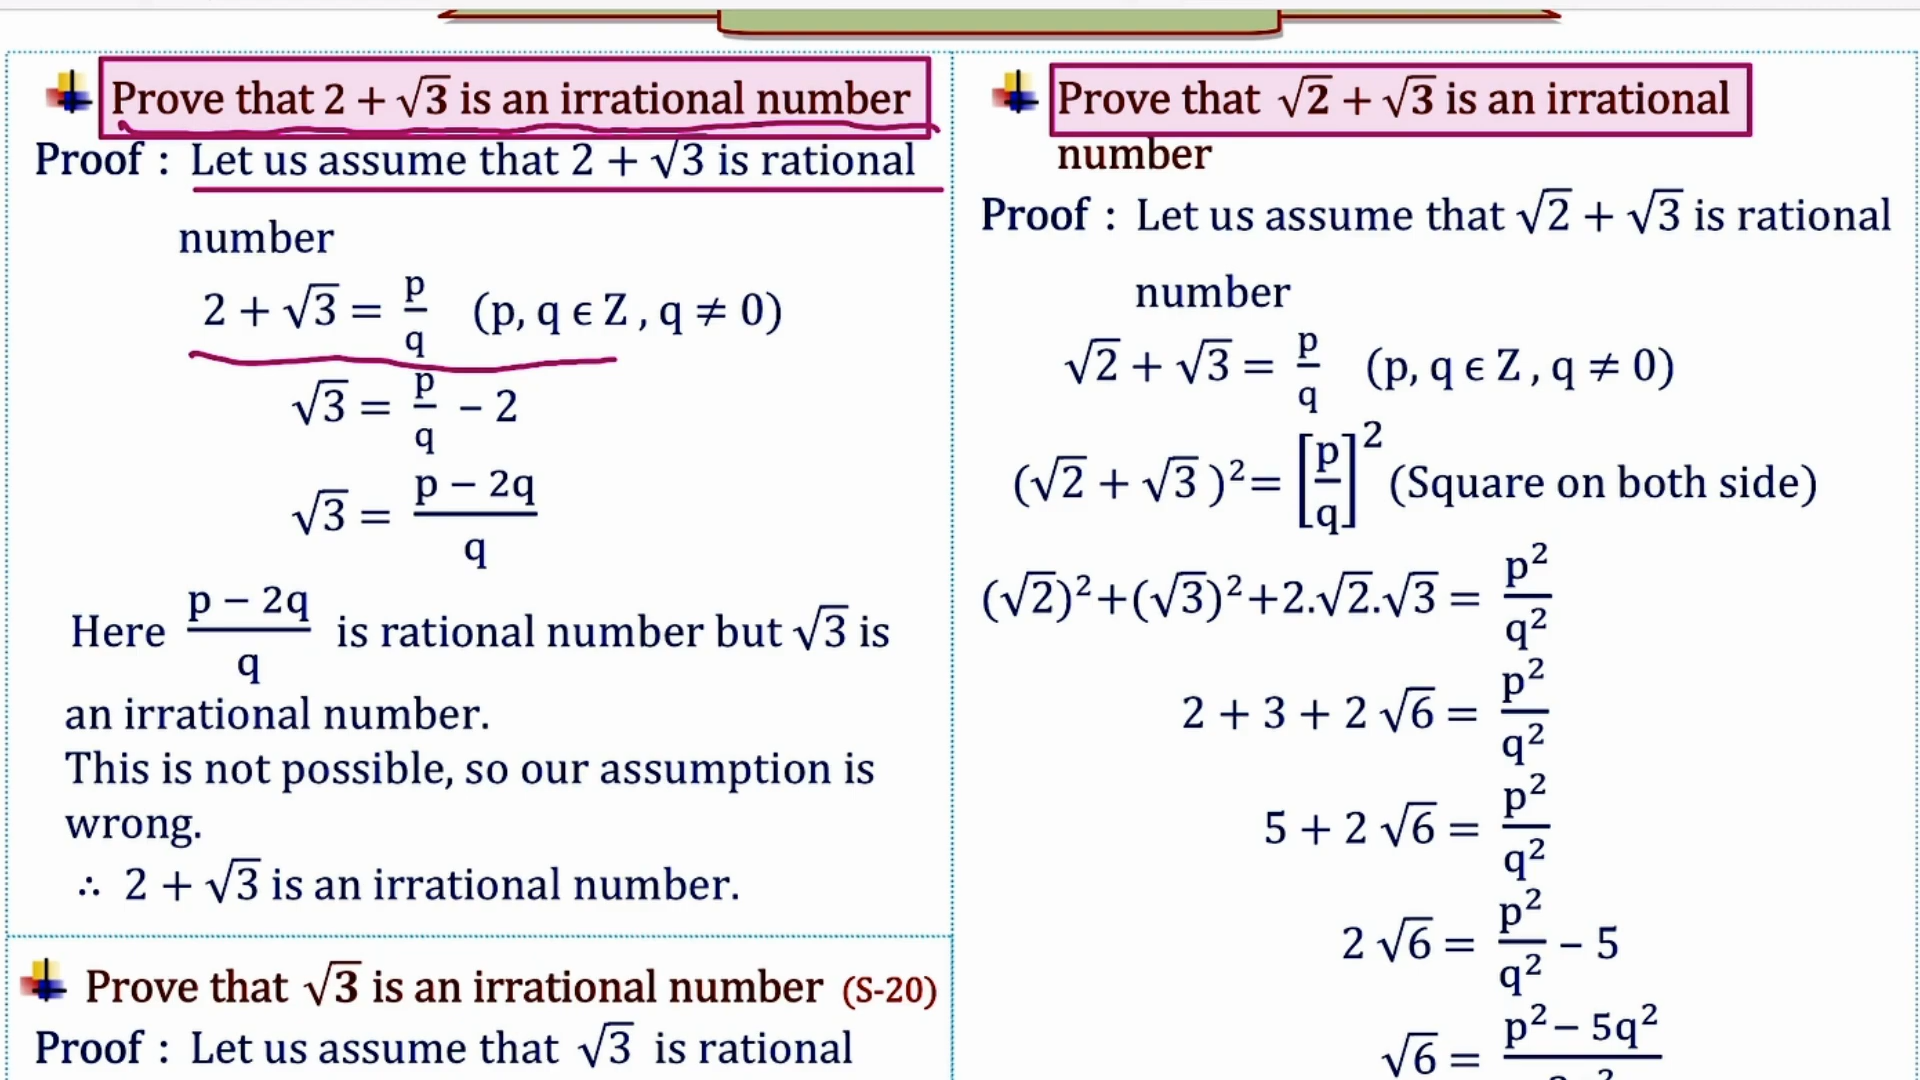 Prove that 2 + √3 is an irrational number
Proof : Let us assume that 2 + √3 is rational
number
2 + √3 = p/q (p, q ϵ Z , q ≠ 0)
√3 = p/q − 2
√3 = (p − 2q)/q
Here (p − 2q)/q is rational number but √3 is
an irrational number.
This is not possible, so our assumption is
wrong.
∴ 2 + √3 is an irrational number.
Prove that √3 is an irrational number (S-20)
Proof : Let us assume that √3 is rational
Prove that √2 + √3 is an irrational
number
Proof : Let us assume that √2 + √3 is rational
number
√2 + √3 = p/q (p, q ϵ Z , q ≠ 0)
(√2 + √3 )²= [p/q]² (Square on both side)
(√2)²+(√3)²+2.√2.√3 = p²/q²
2 + 3 + 2 √6 = p²/q²
5 + 2 √6 = p²/q²
2 √6 = p²/q² − 5
√6 = p² − 5q²